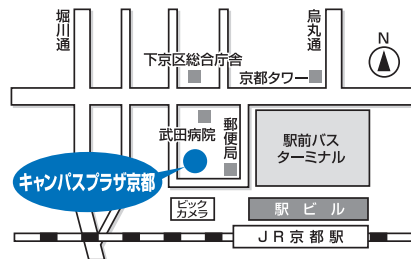 堀川通
烏丸通
N
下京区総合庁舎
京都タワー
武田病院
郵便局
駅前バス
ターミナル
キャンパスプラザ京都
ビック
カメラ
駅ビル
JR京都駅